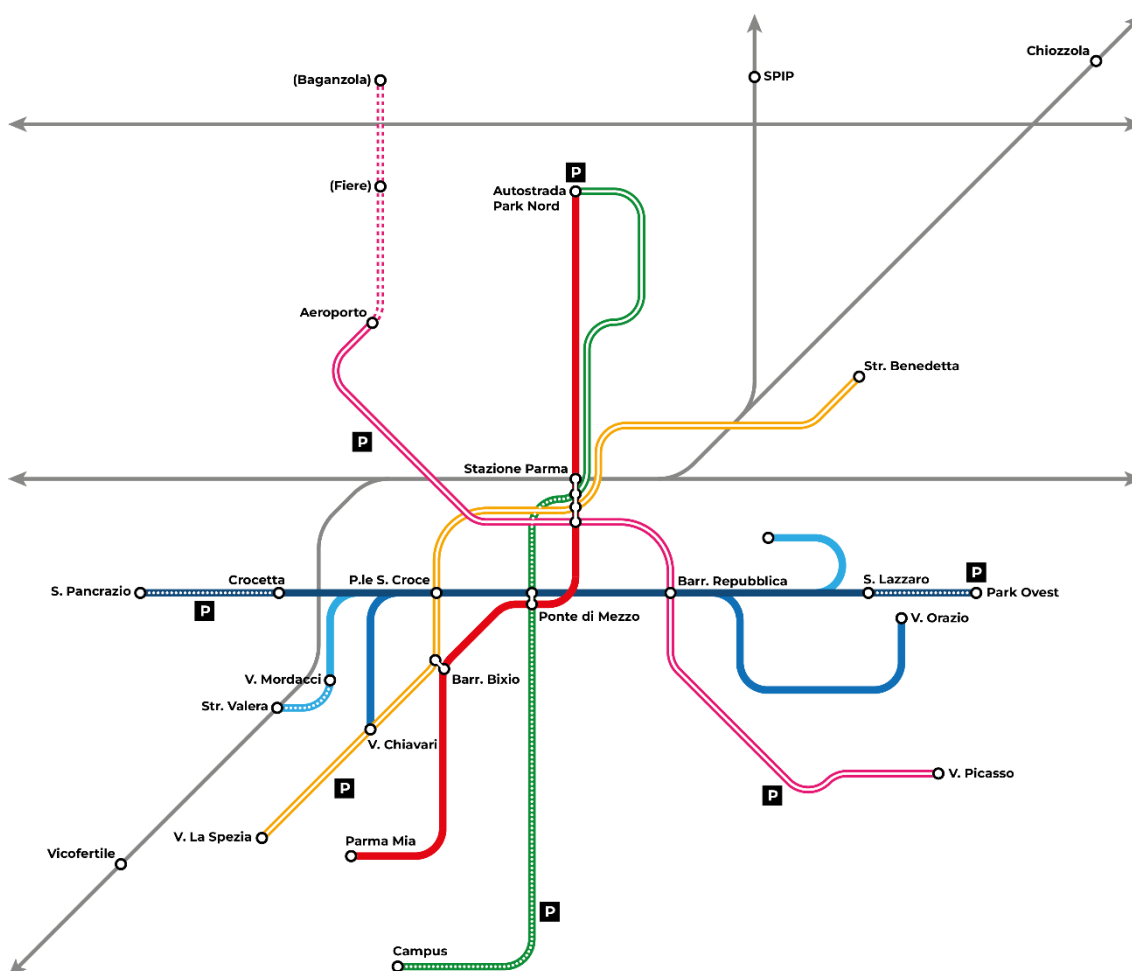 Chiozzola
(Baganzola)
SPIP
P
(Fiere)
Autostrada
Park Nord
Aeroporto
Str. Benedetta
P
Stazione Parma
P
Crocetta
P.le S. Croce
Barr. Repubblica
S. Lazzaro
S. Pancrazio
Park Ovest
P
Ponte di Mezzo
V. Orazio
V. Mordacci
Barr. Bixio
Str. Valera
V. Chiavari
V. Picasso
P
P
V. La Spezia
Parma Mia
Vicofertile
P
Campus